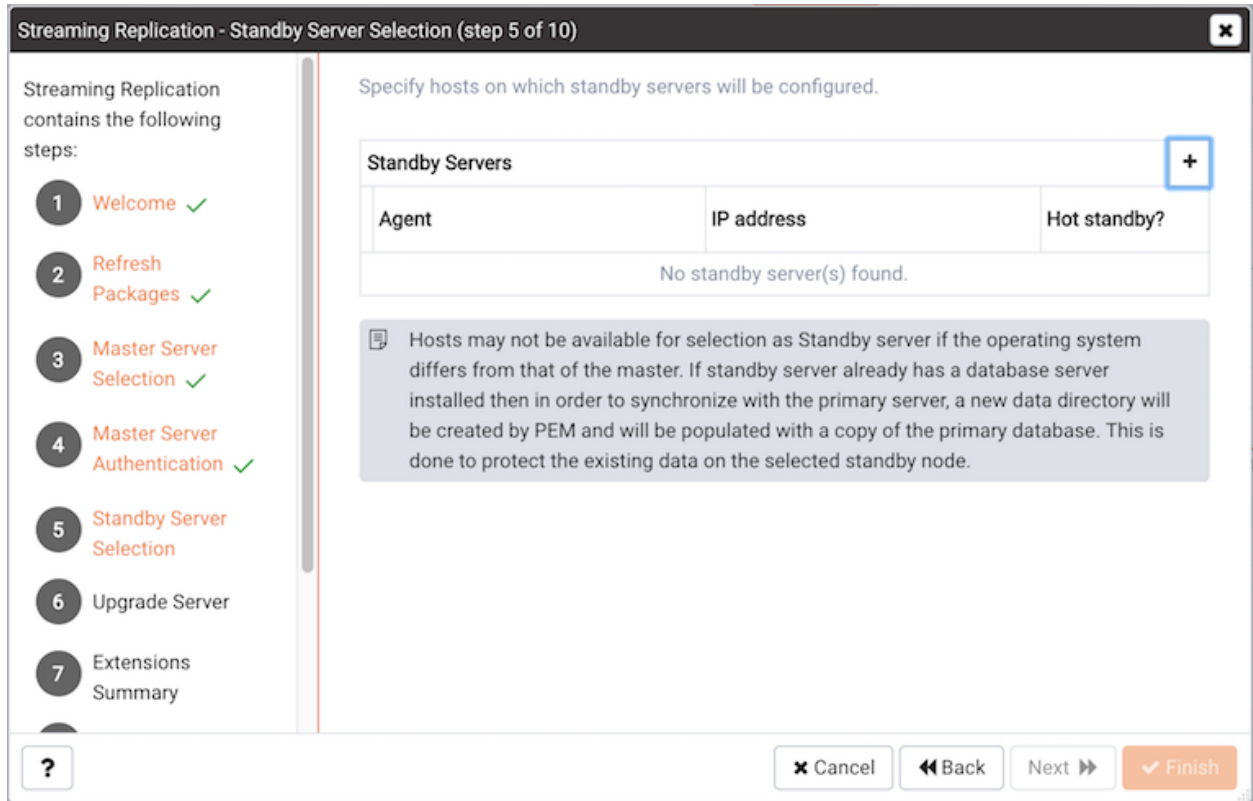 Streaming Replication - Standby Server Selection (step 5 of 10)
Streaming Replication
contains the following
steps:
1 Welcome
2 Refresh
Packages
3 Master Server
Selection
4 Master Server
Authentication
5 Standby Server
Selection
6 Upgrade Server
7 Extensions
Summary
Specify hosts on which standby servers will be configured.
Standby Servers +
Agent IP address Hot standby?
No standby server(s) found.
Hosts may not be available for selection as Standby server if the operating system
differs from that of the master. If standby server already has a database server
installed then in order to synchronize with the primary server, a new data directory will
be created by PEM and will be populated with a copy of the primary database. This is
done to protect the existing data on the selected standby node.
? Cancel Back Next Finish